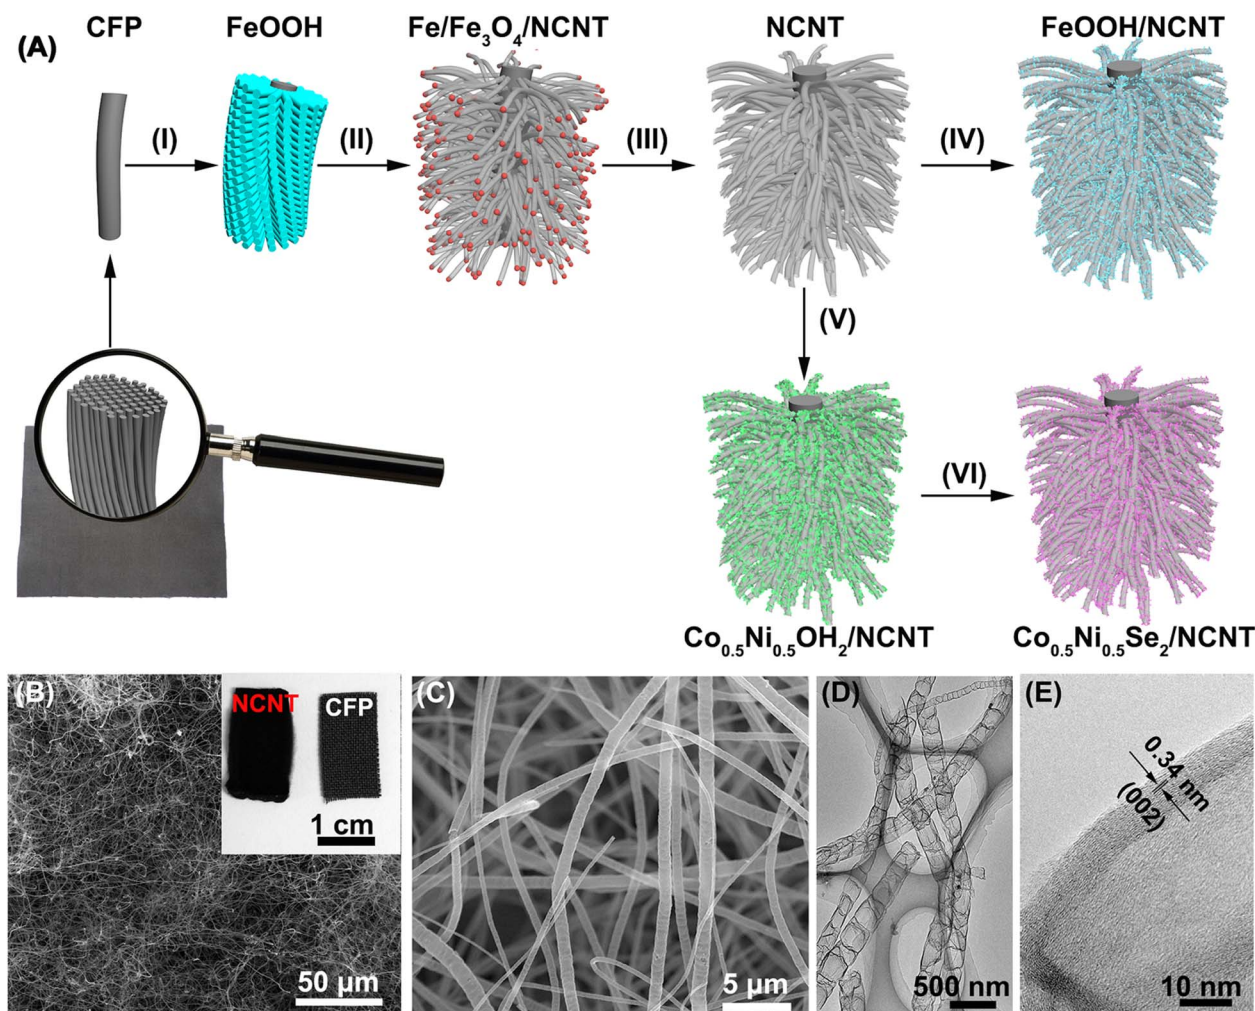 (A)
CFP
FeOOH
Fe/Fe₃O₄/NCNT
NCNT
FeOOH/NCNT
(I)
(II)
(III)
(IV)
(V)
(VI)
Co₀.₅Ni₀.₅OH₂/NCNT
Co₀.₅Ni₀.₅Se₂/NCNT
(B)
NCNT
CFP
1 cm
50 µm
(C)
5 µm
(D)
500 nm
(E)
0.34 nm
(002)
10 nm